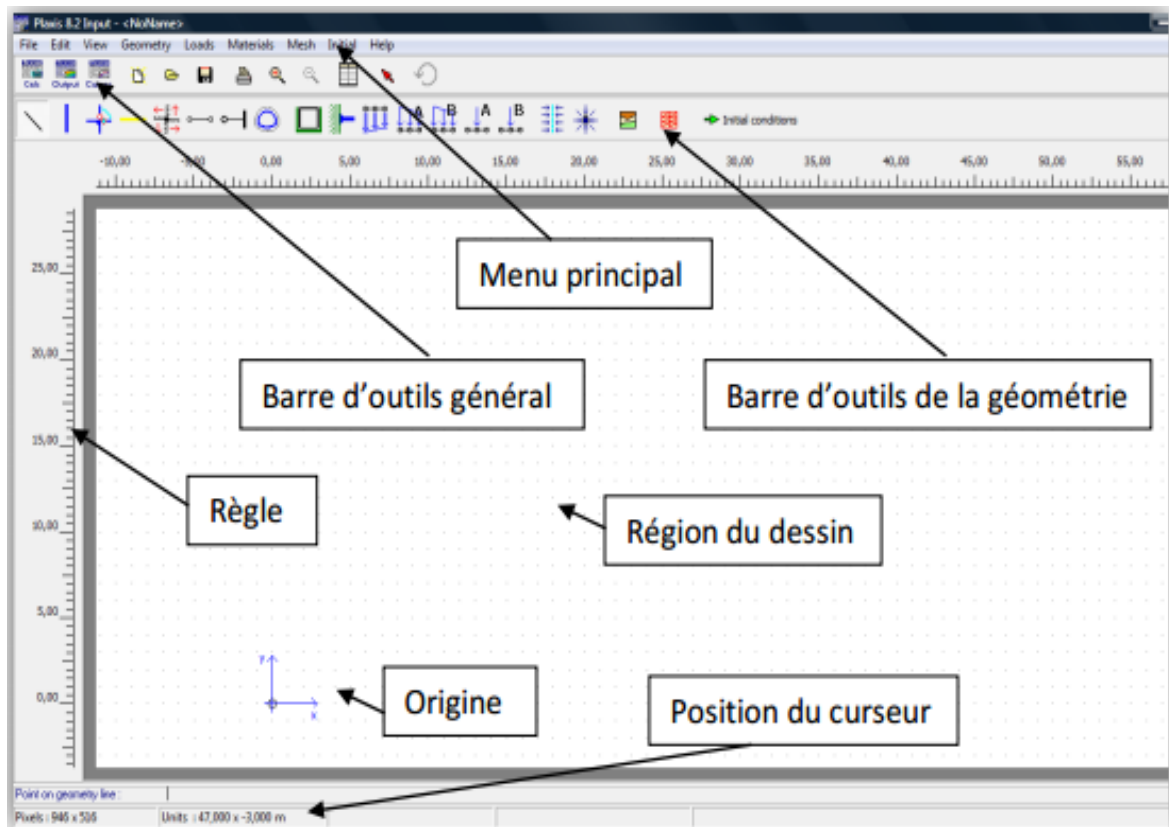 Plaxis 8.2 Input - <NoName>
File Edit View Geometry Loads Materials Mesh Initial Help
Calc Output Curves
A B A B Initial conditions
-10,00 -5,00 0,00 5,00 10,00 15,00 20,00 25,00 30,00 35,00 40,00 45,00 50,00 55,00
25,00
Menu principal
20,00
Barre d’outils général
Barre d’outils de la géométrie
15,00
Règle
10,00
Région du dessin
5,00
y
0,00
x
Origine
Position du curseur
Point on geometry line :
Pixels : 946 x 516 Units : 47,000 x -3,000 m